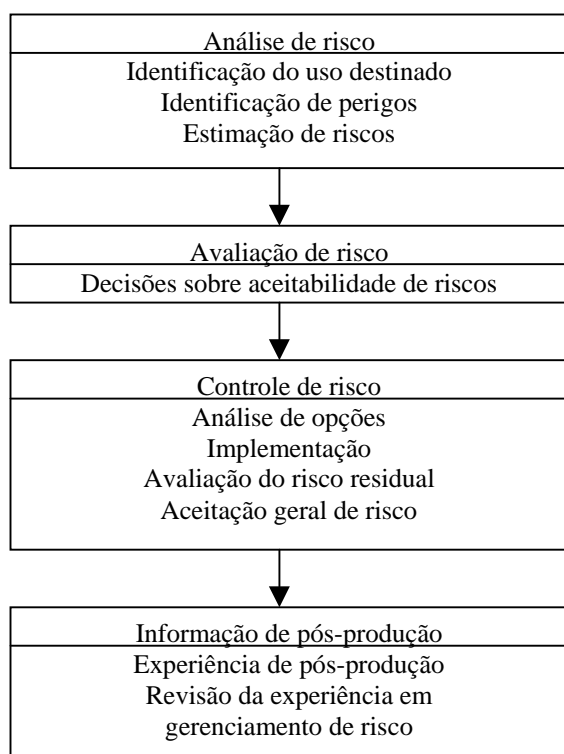 Análise de risco
Identificação do uso destinado
Identificação de perigos
Estimação de riscos
Avaliação de risco
Decisões sobre aceitabilidade de riscos
Controle de risco
Análise de opções
Implementação
Avaliação do risco residual
Aceitação geral de risco
Informação de pós-produção
Experiência de pós-produção
Revisão da experiência em
gerenciamento de risco